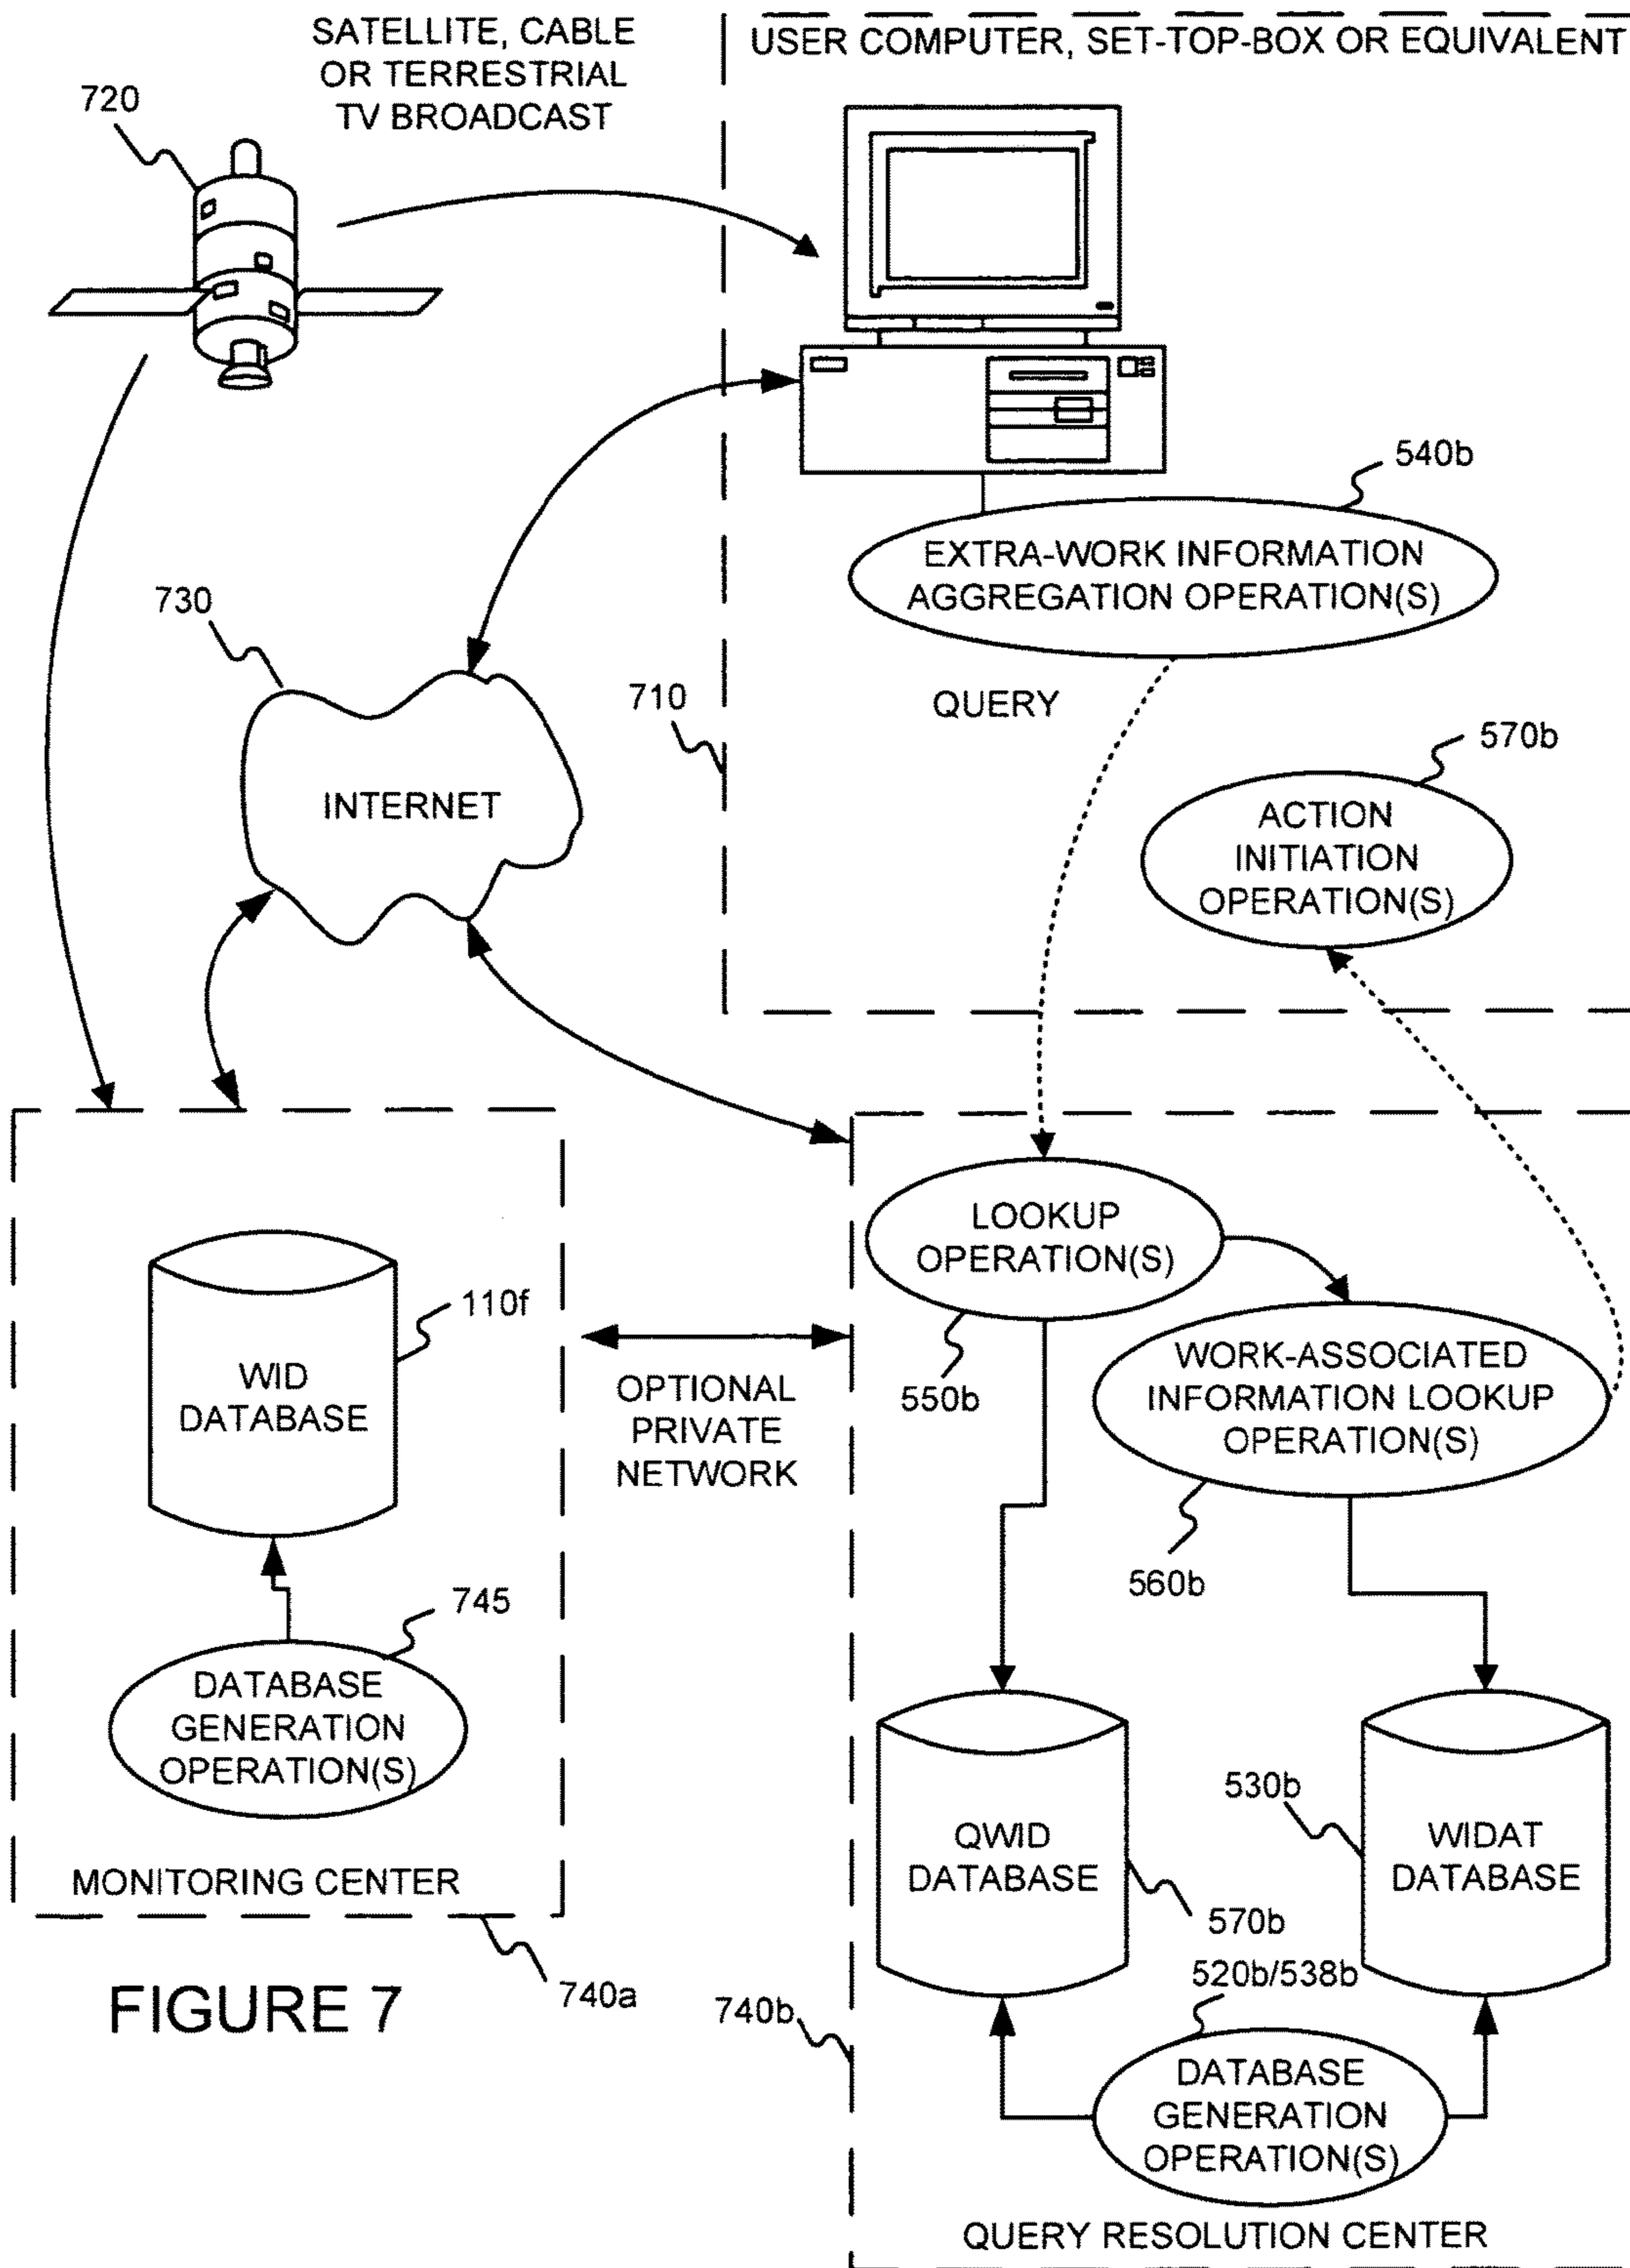 SATELLITE, CABLE
OR TERRESTRIAL
TV BROADCAST
USER COMPUTER, SET-TOP-BOX OR EQUIVALENT
720
540b
EXTRA-WORK INFORMATION
AGGREGATION OPERATION(S)
730
710
QUERY
570b
INTERNET
ACTION
INITIATION
OPERATION(S)
LOOKUP
OPERATION(S)
110f
WID
DATABASE
OPTIONAL
PRIVATE
NETWORK
550b
WORK-ASSOCIATED
INFORMATION LOOKUP
OPERATION(S)
560b
745
DATABASE
GENERATION
OPERATION(S)
MONITORING CENTER
740a
530b
QWID
DATABASE
WIDAT
DATABASE
570b
520b/538b
740b
DATABASE
GENERATION
OPERATION(S)
QUERY RESOLUTION CENTER
FIGURE 7